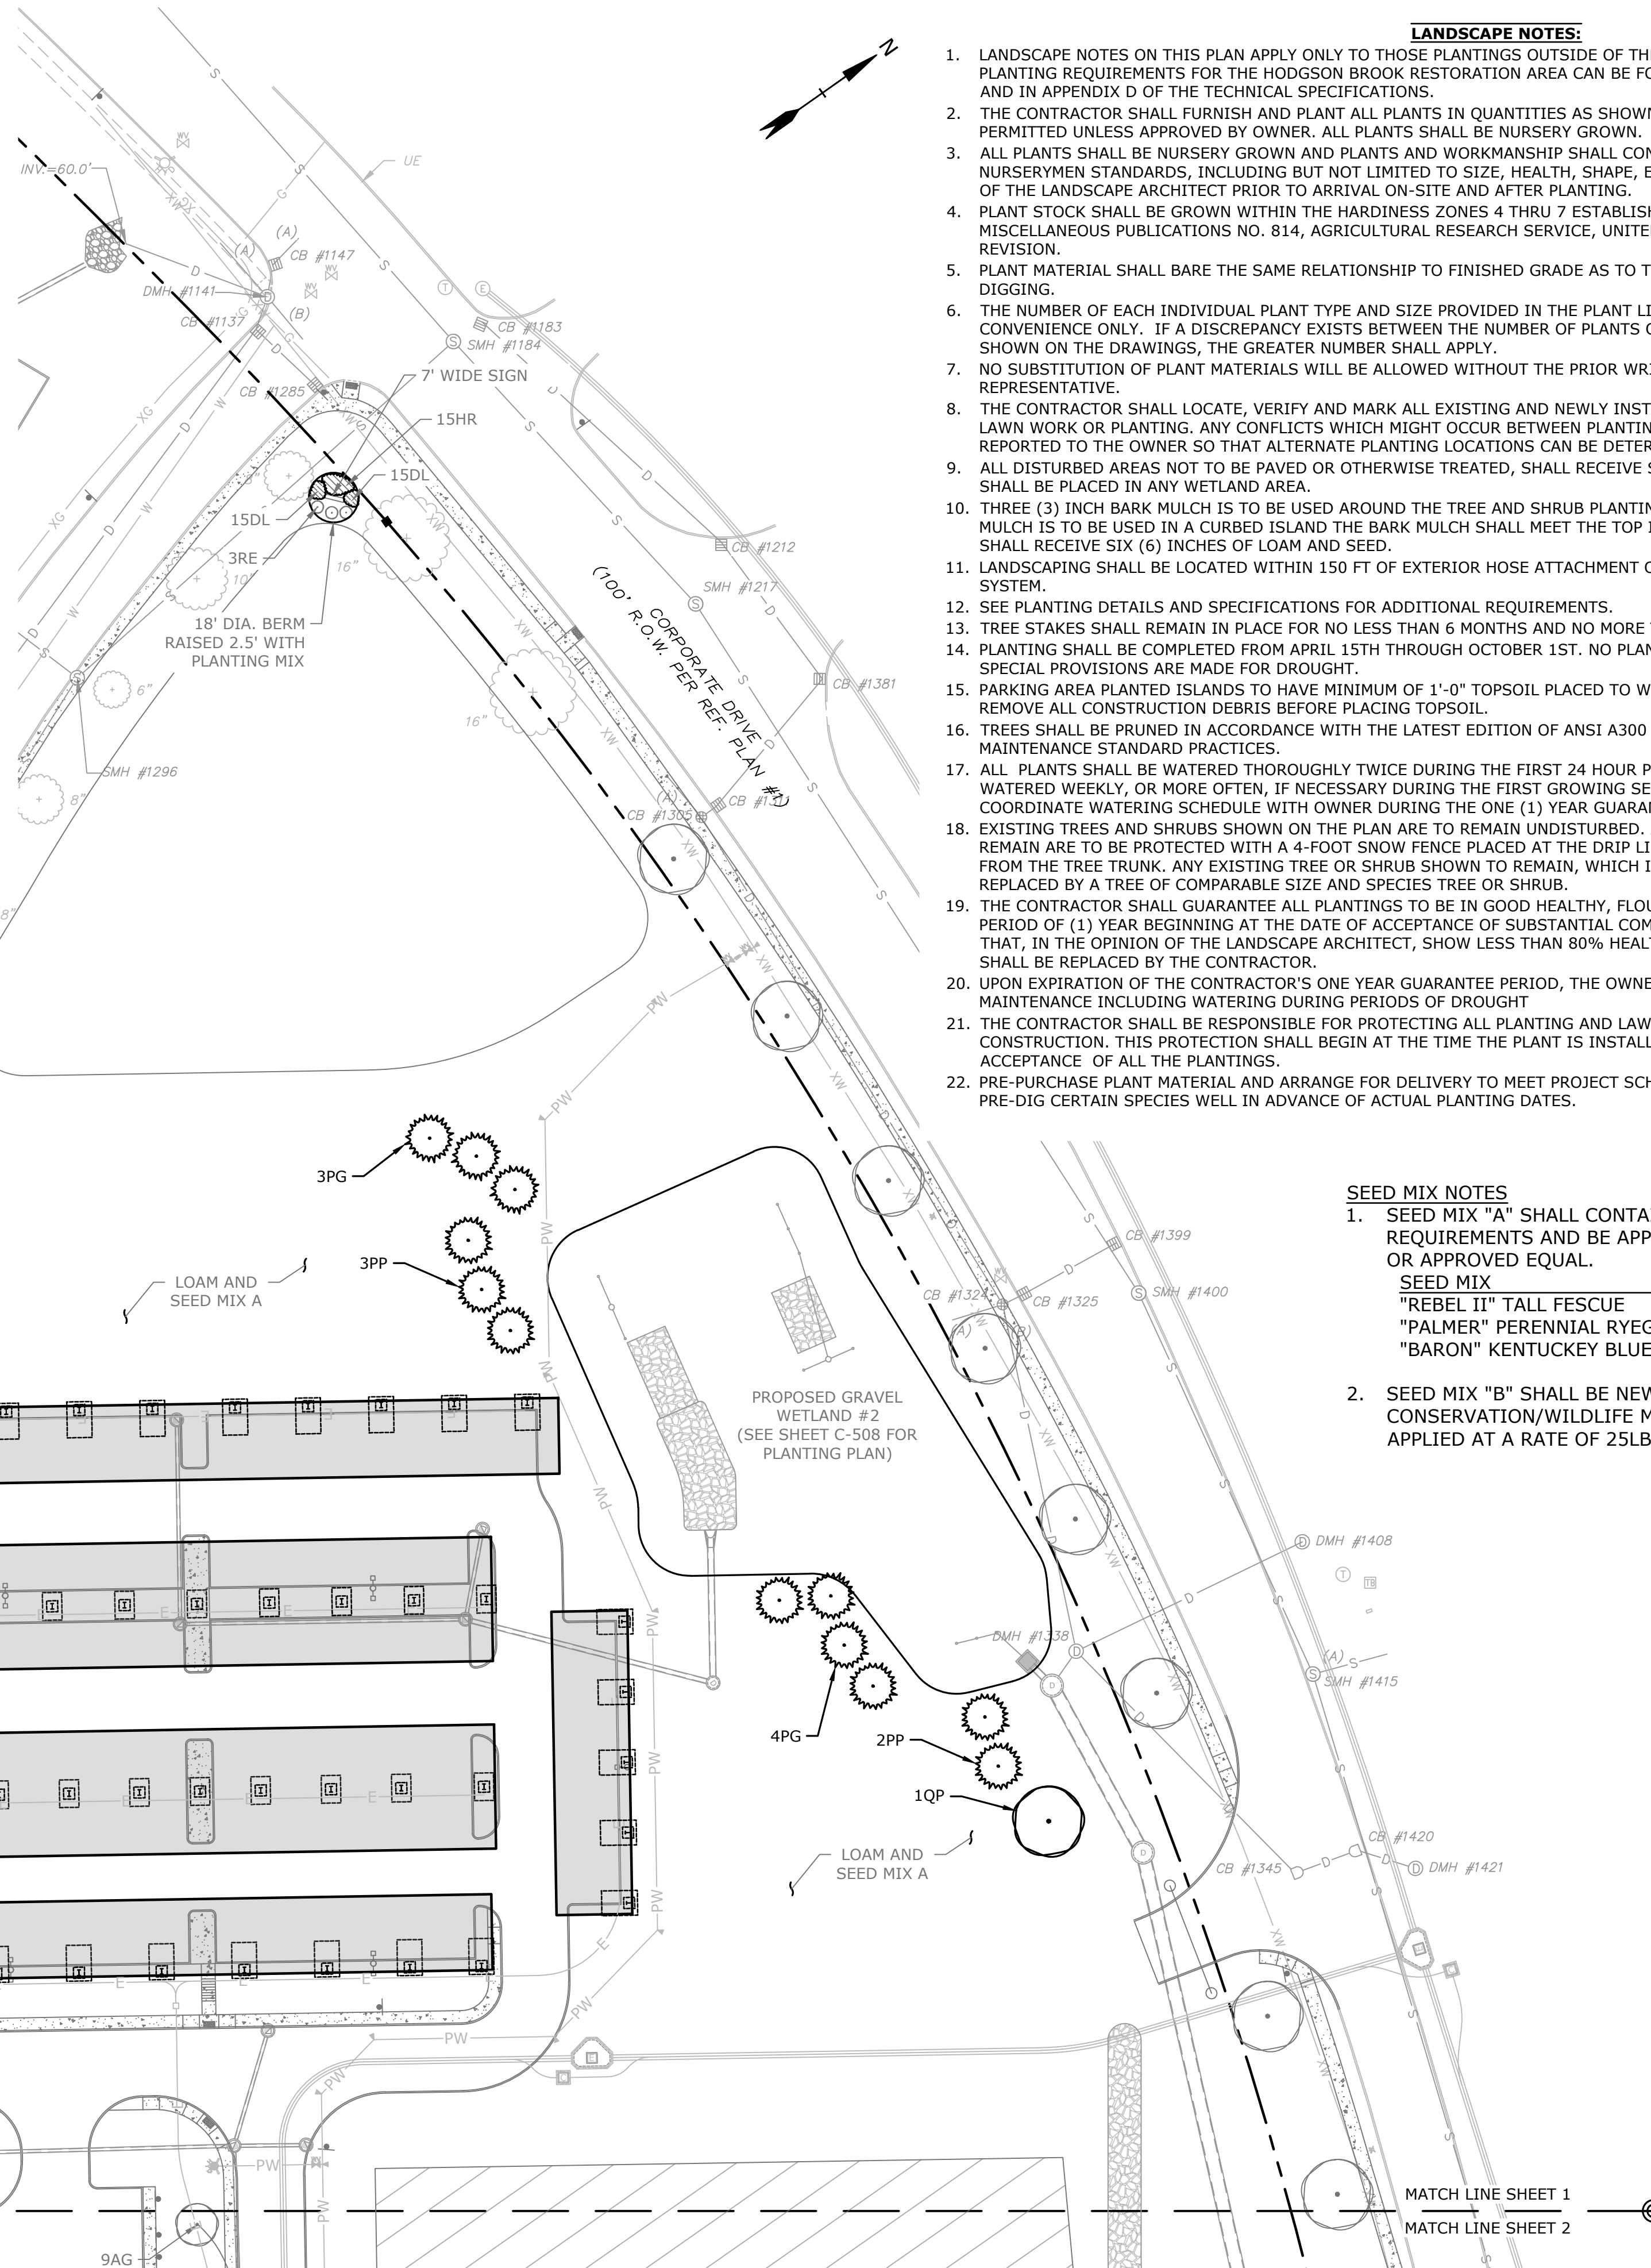 LANDSCAPE NOTES:
1. LANDSCAPE NOTES ON THIS PLAN APPLY ONLY TO THOSE PLANTINGS OUTSIDE OF
PLANTING REQUIREMENTS FOR THE HODGSON BROOK RESTORATION AREA CAN BE
AND IN APPENDIX D OF THE TECHNICAL SPECIFICATIONS.
2. THE CONTRACTOR SHALL FURNISH AND PLANT ALL PLANTS IN QUANTITIES AS SHOWN
PERMITTED UNLESS APPROVED BY OWNER. ALL PLANTS SHALL BE NURSERY GROWN.
3. ALL PLANTS SHALL BE NURSERY GROWN AND PLANTS AND WORKMANSHIP SHALL
NURSERYMEN STANDARDS, INCLUDING BUT NOT LIMITED TO SIZE, HEALTH, SHAPE,
OF THE LANDSCAPE ARCHITECT PRIOR TO ARRIVAL ON-SITE AND AFTER PLANTING.
4. PLANT STOCK SHALL BE GROWN WITHIN THE HARDINESS ZONES 4 THRU 7
MISCELLANEOUS PUBLICATIONS NO. 814, AGRICULTURAL RESEARCH SERVICE,
REVISION.
5. PLANT MATERIAL SHALL BARE THE SAME RELATIONSHIP TO FINISHED GRADE AS TO
DIGGING.
6. THE NUMBER OF EACH INDIVIDUAL PLANT TYPE AND SIZE PROVIDED IN THE PLANT
CONVENIENCE ONLY. IF A DISCREPANCY EXISTS BETWEEN THE NUMBER OF PLANTS
SHOWN ON THE DRAWINGS, THE GREATER NUMBER SHALL APPLY.
7. NO SUBSTITUTION OF PLANT MATERIALS WILL BE ALLOWED WITHOUT THE PRIOR
REPRESENTATIVE.
8. THE CONTRACTOR SHALL LOCATE, VERIFY AND MARK ALL EXISTING AND NEWLY
LAWN WORK OR PLANTING. ANY CONFLICTS WHICH MIGHT OCCUR BETWEEN
REPORTED TO THE OWNER SO THAT ALTERNATE PLANTING LOCATIONS CAN BE
9. ALL DISTURBED AREAS NOT TO BE PAVED OR OTHERWISE TREATED, SHALL RECEIVE
SHALL BE PLACED IN ANY WETLAND AREA.
10. THREE (3) INCH BARK MULCH IS TO BE USED AROUND THE TREE AND SHRUB
MULCH IS TO BE USED IN A CURBED ISLAND THE BARK MULCH SHALL MEET THE TOP
SHALL RECEIVE SIX (6) INCHES OF LOAM AND SEED.
11. LANDSCAPING SHALL BE LOCATED WITHIN 150 FT OF EXTERIOR HOSE ATTACHMENT
SYSTEM.
12. SEE PLANTING DETAILS AND SPECIFICATIONS FOR ADDITIONAL REQUIREMENTS.
13. TREE STAKES SHALL REMAIN IN PLACE FOR NO LESS THAN 6 MONTHS AND NO MORE
14. PLANTING SHALL BE COMPLETED FROM APRIL 15TH THROUGH OCTOBER 1ST. NO
SPECIAL PROVISIONS ARE MADE FOR DROUGHT.
15. PARKING AREA PLANTED ISLANDS TO HAVE MINIMUM OF 1'-0" TOPSOIL PLACED TO
REMOVE ALL CONSTRUCTION DEBRIS BEFORE PLACING TOPSOIL.
16. TREES SHALL BE PRUNED IN ACCORDANCE WITH THE LATEST EDITION OF ANSI A300
MAINTENANCE STANDARD PRACTICES.
17. ALL PLANTS SHALL BE WATERED THOROUGHLY TWICE DURING THE FIRST 24 HOUR
WATERED WEEKLY, OR MORE OFTEN, IF NECESSARY DURING THE FIRST GROWING
COORDINATE WATERING SCHEDULE WITH OWNER DURING THE ONE (1) YEAR
18. EXISTING TREES AND SHRUBS SHOWN ON THE PLAN ARE TO REMAIN UNDISTURBED.
REMAIN ARE TO BE PROTECTED WITH A 4-FOOT SNOW FENCE PLACED AT THE DRIP
FROM THE TREE TRUNK. ANY EXISTING TREE OR SHRUB SHOWN TO REMAIN, WHICH
REPLACED BY A TREE OF COMPARABLE SIZE AND SPECIES TREE OR SHRUB.
19. THE CONTRACTOR SHALL GUARANTEE ALL PLANTINGS TO BE IN GOOD HEALTHY,
PERIOD OF (1) YEAR BEGINNING AT THE DATE OF ACCEPTANCE OF SUBSTANTIAL
THAT, IN THE OPINION OF THE LANDSCAPE ARCHITECT, SHOW LESS THAN 80%
SHALL BE REPLACED BY THE CONTRACTOR.
20. UPON EXPIRATION OF THE CONTRACTOR'S ONE YEAR GUARANTEE PERIOD, THE
MAINTENANCE INCLUDING WATERING DURING PERIODS OF DROUGHT
21. THE CONTRACTOR SHALL BE RESPONSIBLE FOR PROTECTING ALL PLANTING AND
CONSTRUCTION. THIS PROTECTION SHALL BEGIN AT THE TIME THE PLANT IS
ACCEPTANCE OF ALL THE PLANTINGS.
22. PRE-PURCHASE PLANT MATERIAL AND ARRANGE FOR DELIVERY TO MEET PROJECT
PRE-DIG CERTAIN SPECIES WELL IN ADVANCE OF ACTUAL PLANTING DATES.
SEED MIX NOTES
1. SEED MIX "A" SHALL
REQUIREMENTS AND BE
OR APPROVED EQUAL.
SEED MIX
"REBEL II" TALL FESCUE
"PALMER" PERENNIAL
"BARON" KENTUCKY
2. SEED MIX "B" SHALL BE
CONSERVATION/WILDLIFE
APPLIED AT A RATE OF
N
UE
INV.=60.0'
(A)
(A)
CB #1147
DMH #1141
(B)
CB #1137
CB #1183
SMH #1184
7' WIDE SIGN
CB #1285
15HR
15DL
15DL
3RE
10"
16"
18' DIA. BERM
RAISED 2.5' WITH
PLANTING MIX
CB #1212
SMH #1217
CORPORATE DRIVE
(100' R.O.W. PER REF. PLAN #1)
CB #1381
6"
16"
SMH #1296
8"
8"
(A)
CB #1305
3PG
3PP
LOAM AND
SEED MIX A
CB #1399
SMH #1400
CB #1324
CB #1325
(A)
(B)
PROPOSED GRAVEL
WETLAND #2
(SEE SHEET C-508 FOR
PLANTING PLAN)
DMH #1408
DMH #1338
(A)
SMH #1415
4PG
2PP
1QP
LOAM AND
SEED MIX A
CB #1420
CB #1345
DMH #1421
MATCH LINE SHEET 1
MATCH LINE SHEET 2
9AG